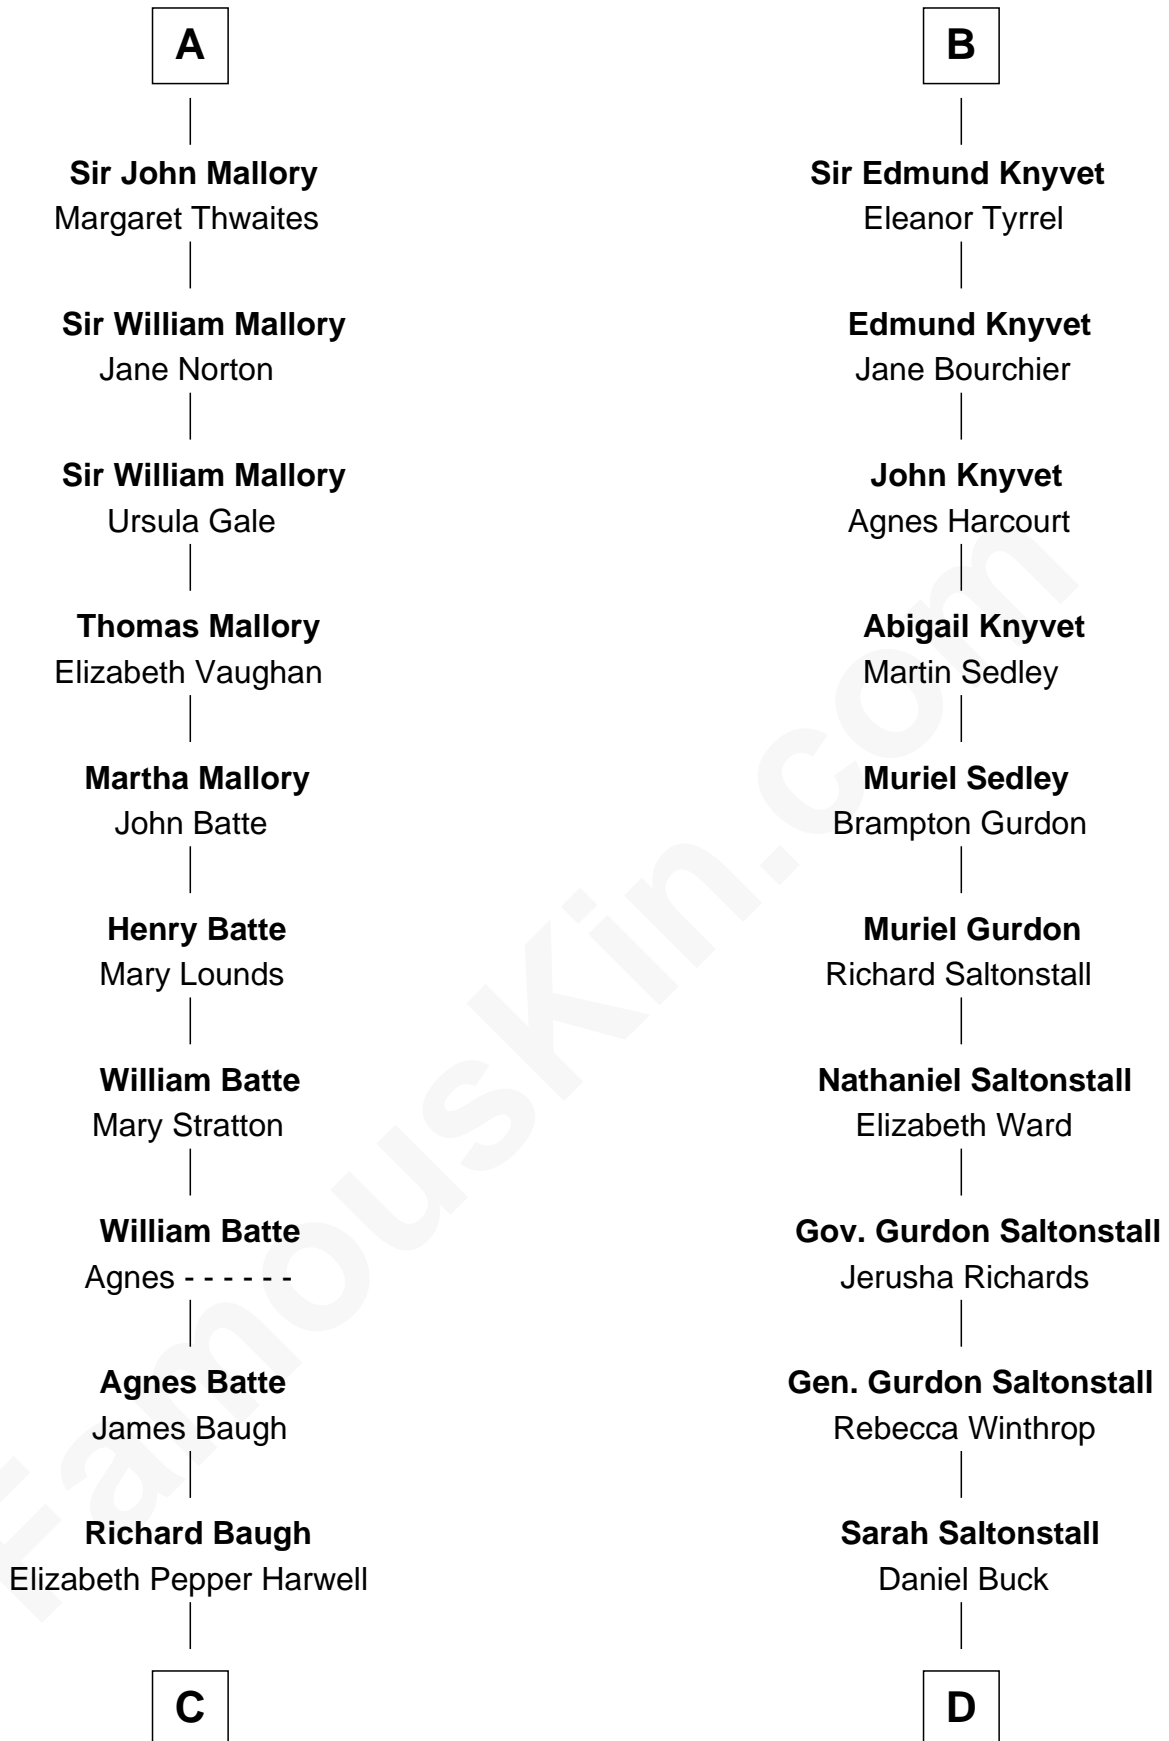 A
Sir John Mallory
Margaret Thwaites
Sir William Mallory
Jane Norton
Sir William Mallory
Ursula Gale
Thomas Mallory
Elizabeth Vaughan
Martha Mallory
John Batte
Henry Batte
Mary Lounds
William Batte
Mary Stratton
William Batte
Agnes - - - - - -
Agnes Batte
James Baugh
Richard Baugh
Elizabeth Pepper Harwell
C
B
Sir Edmund Knyvet
Eleanor Tyrrel
Edmund Knyvet
Jane Bourchier
John Knyvet
Agnes Harcourt
Abigail Knyvet
Martin Sedley
Muriel Sedley
Brampton Gurdon
Muriel Gurdon
Richard Saltonstall
Nathaniel Saltonstall
Elizabeth Ward
Gov. Gurdon Saltonstall
Jerusha Richards
Gen. Gurdon Saltonstall
Rebecca Winthrop
Sarah Saltonstall
Daniel Buck
D
FamousKin.com